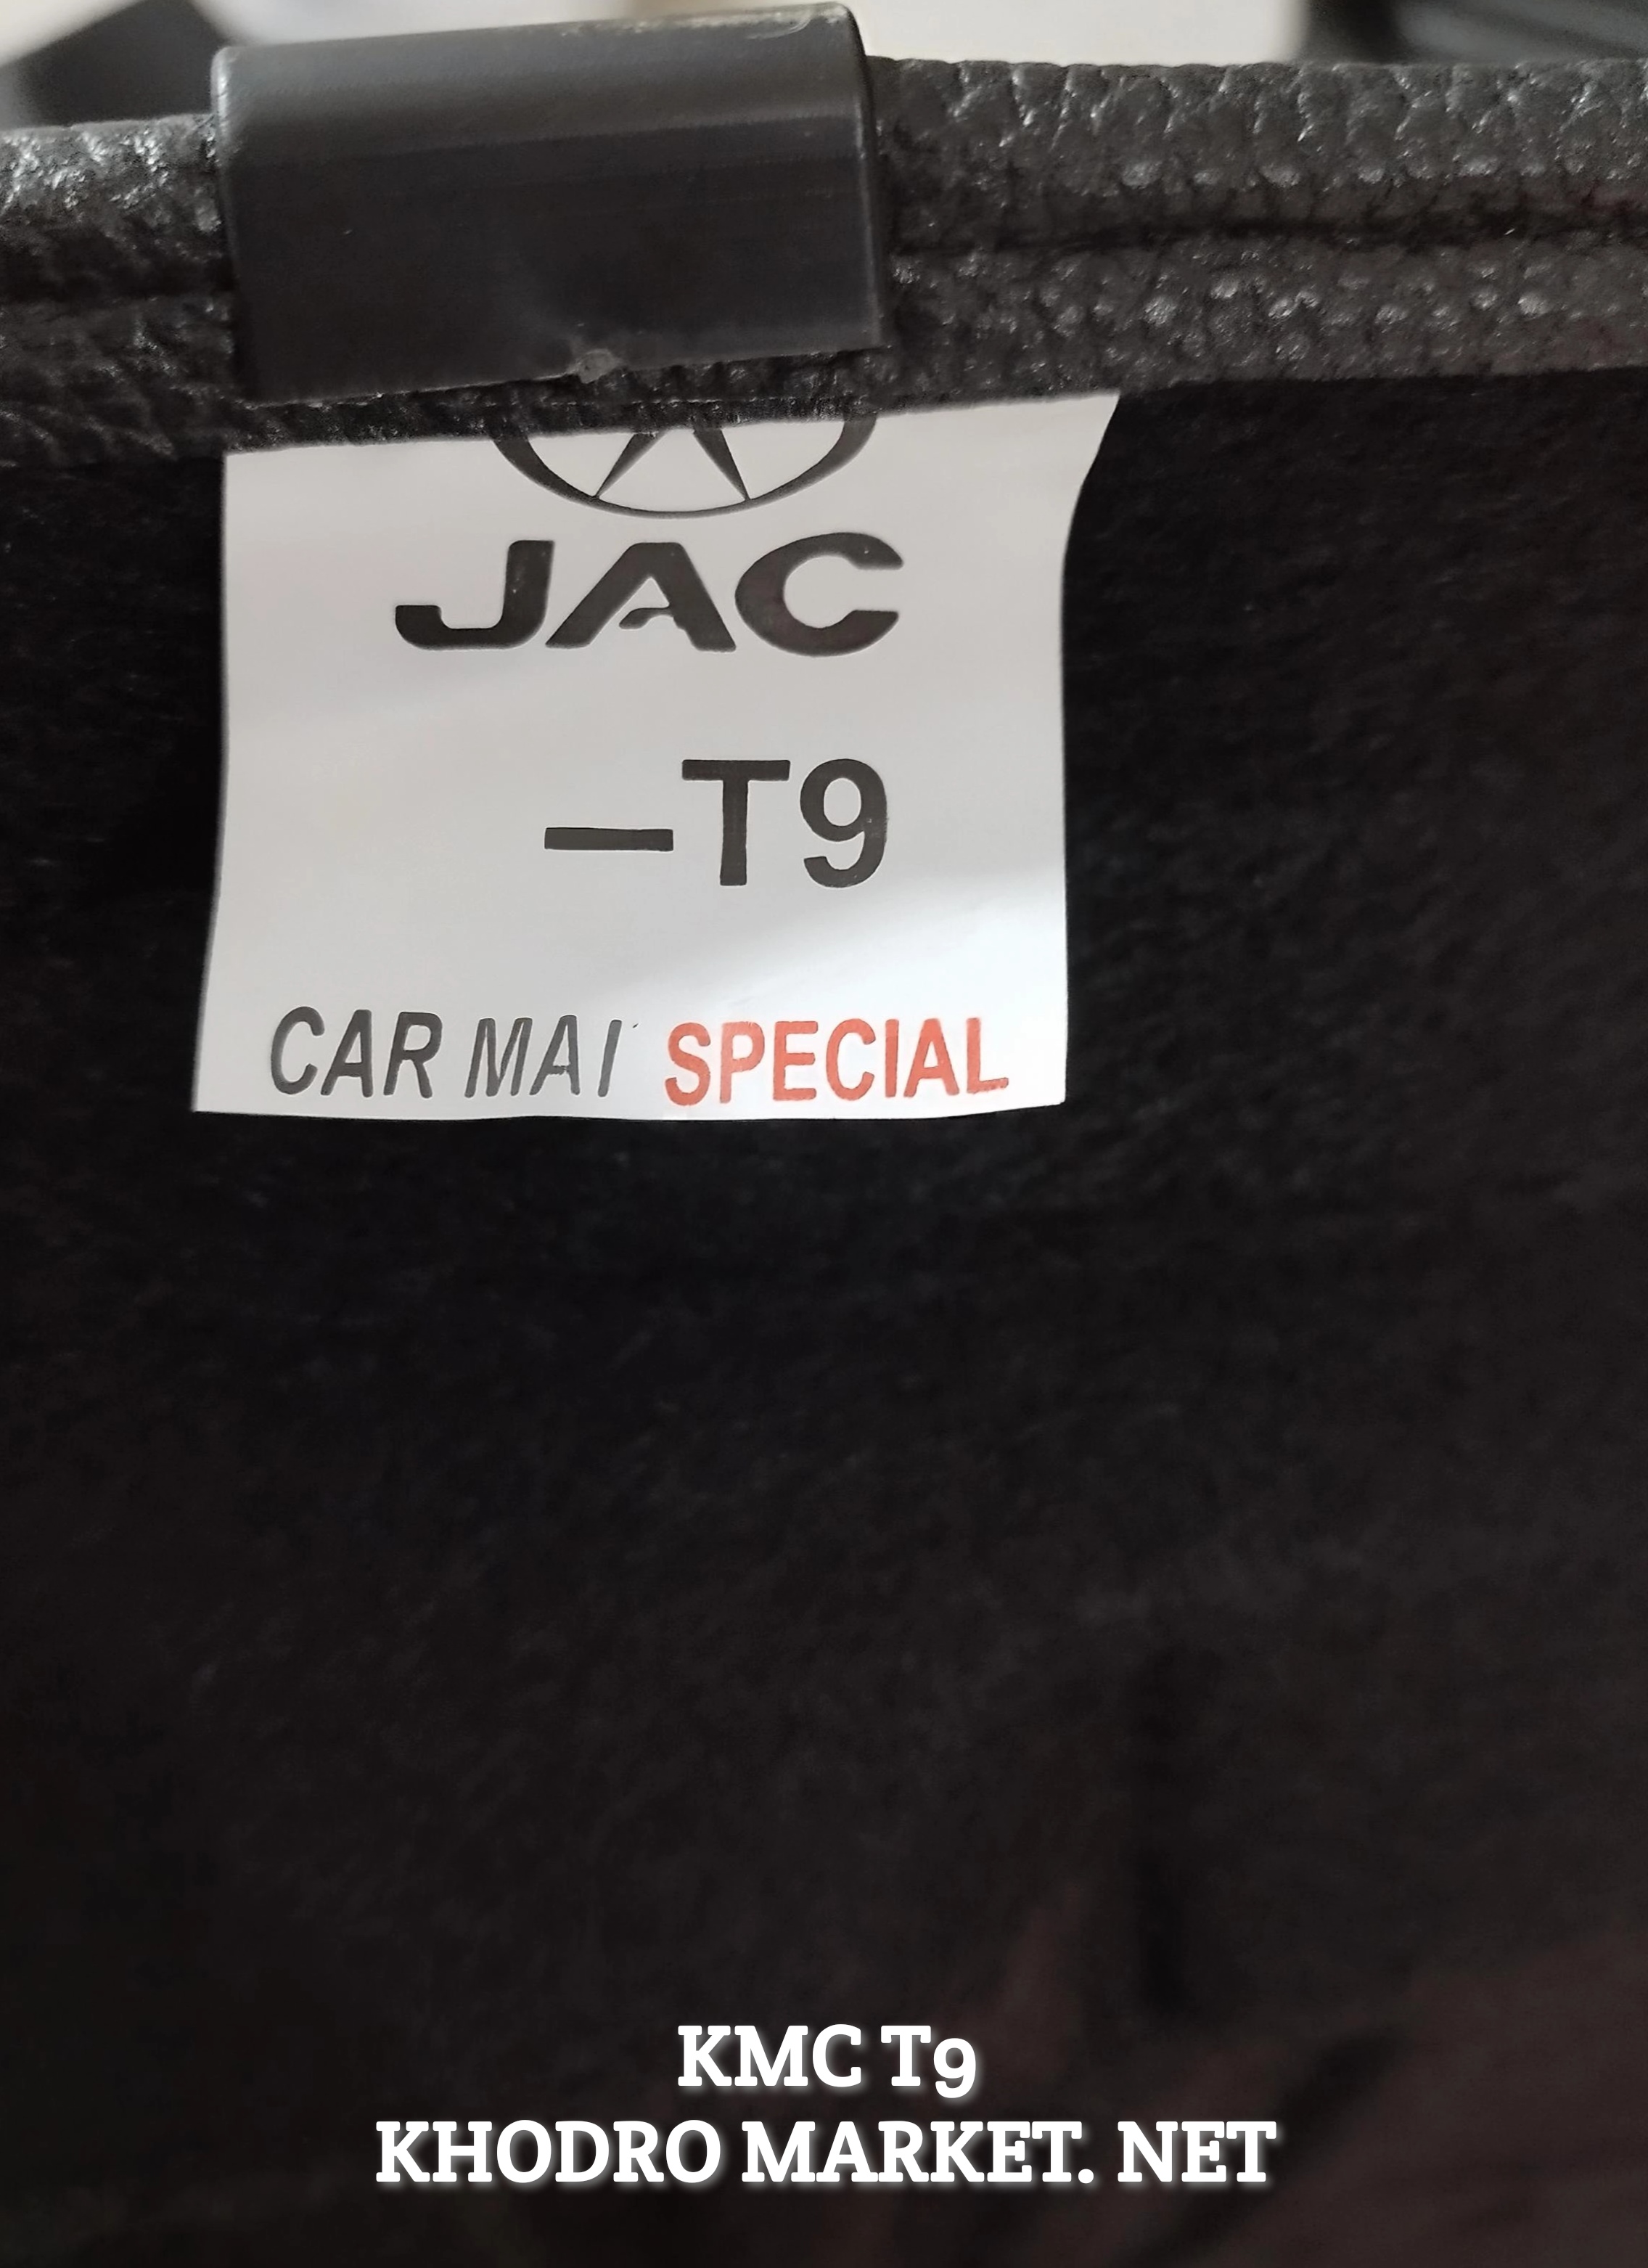 JAC
–T9
CAR MAI SPECIAL
KMC T9
KHODRO MARKET. NET